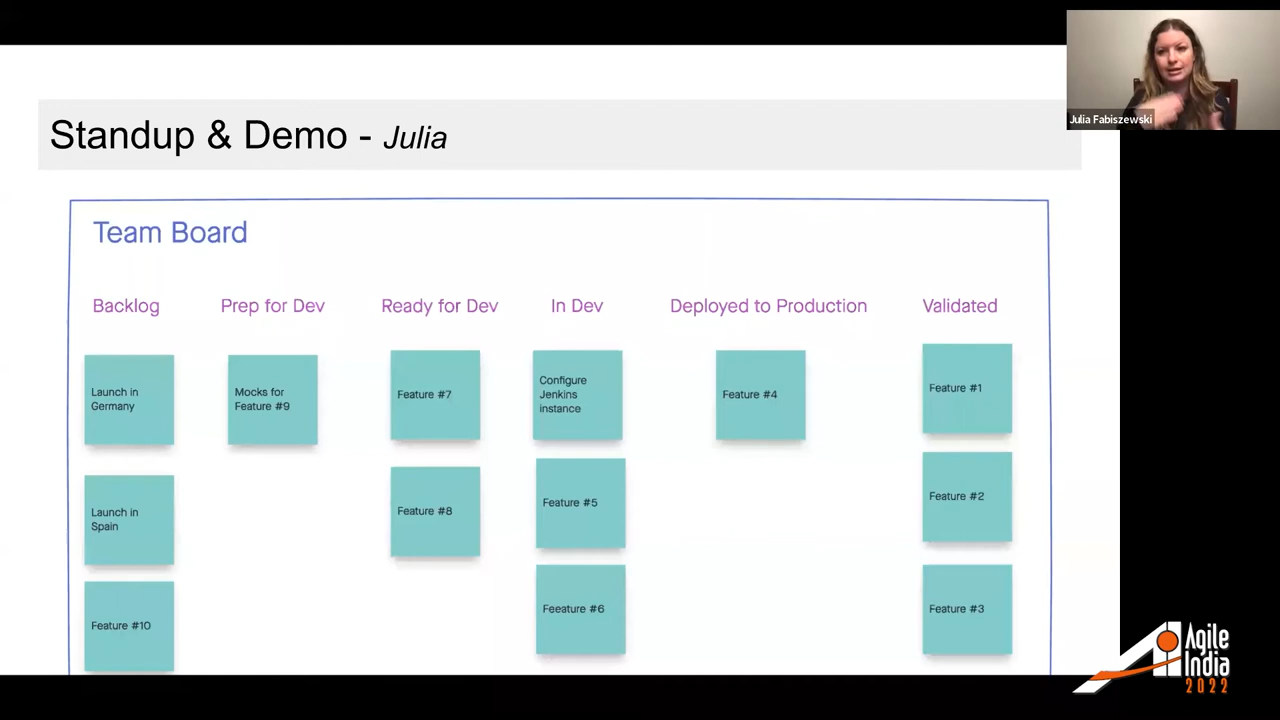 Standup & Demo - Julia
Julia Fabiszewski
Team Board
Backlog
Prep for Dev
Ready for Dev
In Dev
Deployed to Production
Validated
Launch in
Germany
Launch in
Spain
Feature #10
Mocks for
Feature #9
Feature #7
Feature #8
Configure
Jenkins
instance
Feature #5
Feeature #6
Feature #4
Feature #1
Feature #2
Feature #3
Agile
India
2022